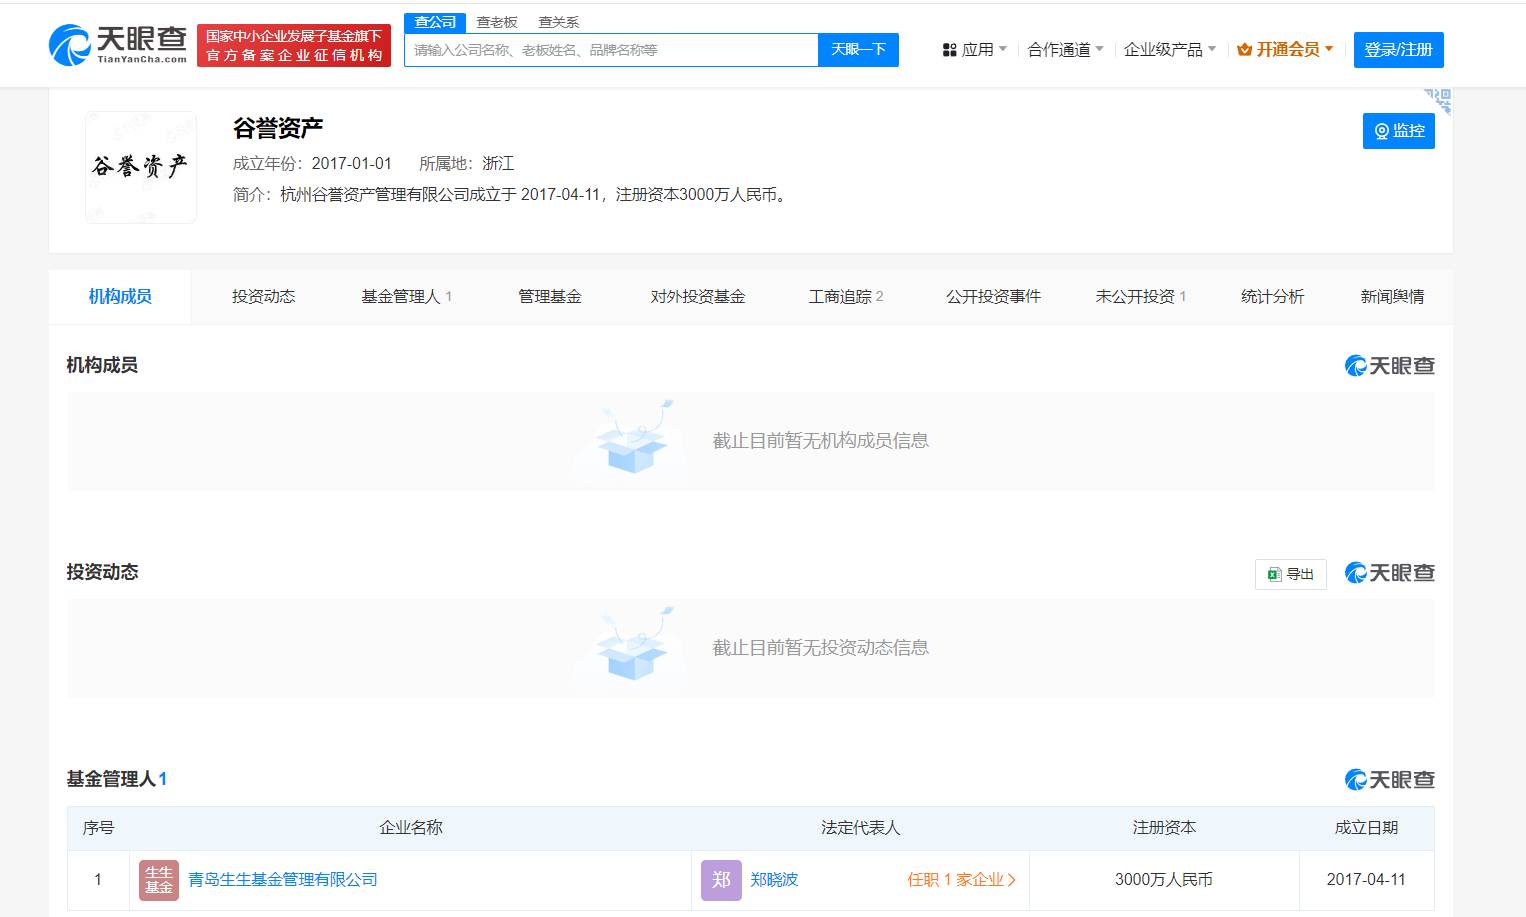 天眼查
TianYanCha.com
国家中小企业发展子基金旗下
官方备案企业征信机构
查公司 查老板 查关系
请输入公司名称、老板姓名、品牌名称等 天眼一下
应用 合作通道 企业级产品 开通会员 登录/注册
谷誉资产
谷誉资产
成立年份：2017-01-01 所属地：浙江
简介：杭州谷誉资产管理有限公司成立于 2017-04-11，注册资本3000万人民币。
监控
机构成员 投资动态 基金管理人 1 管理基金 对外投资基金 工商追踪 2 公开投资事件 未公开投资 1 统计分析 新闻舆情
机构成员 天眼查
截止目前暂无机构成员信息
投资动态 导出 天眼查
截止目前暂无投资动态信息
基金管理人1 天眼查
序号 企业名称 法定代表人 注册资本 成立日期
1 生生基金 青岛生生基金管理有限公司 郑 郑晓波 任职 1 家企业 3000万人民币 2017-04-11